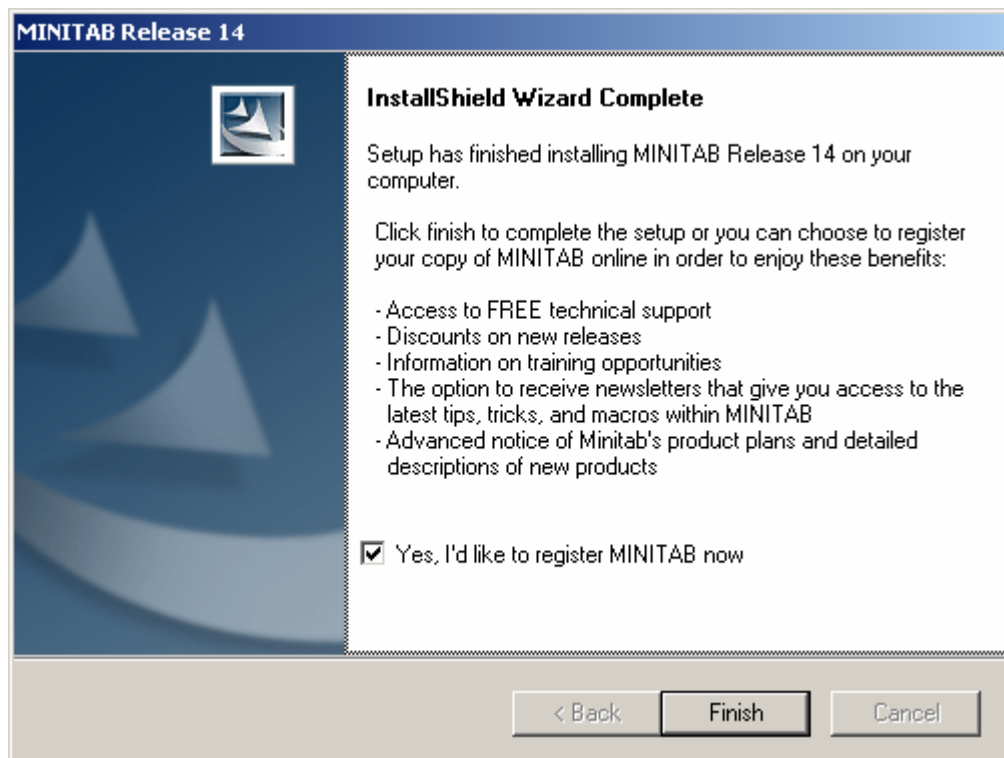 MINITAB Release 14
InstallShield Wizard Complete
Setup has finished installing MINITAB Release 14 on your
computer.
Click finish to complete the setup or you can choose to register
your copy of MINITAB online in order to enjoy these benefits:
- Access to FREE technical support
- Discounts on new releases
- Information on training opportunities
- The option to receive newsletters that give you access to the
latest tips, tricks, and macros within MINITAB
- Advanced notice of Minitab's product plans and detailed
descriptions of new products
Yes, I'd like to register MINITAB now
< Back
Finish
Cancel